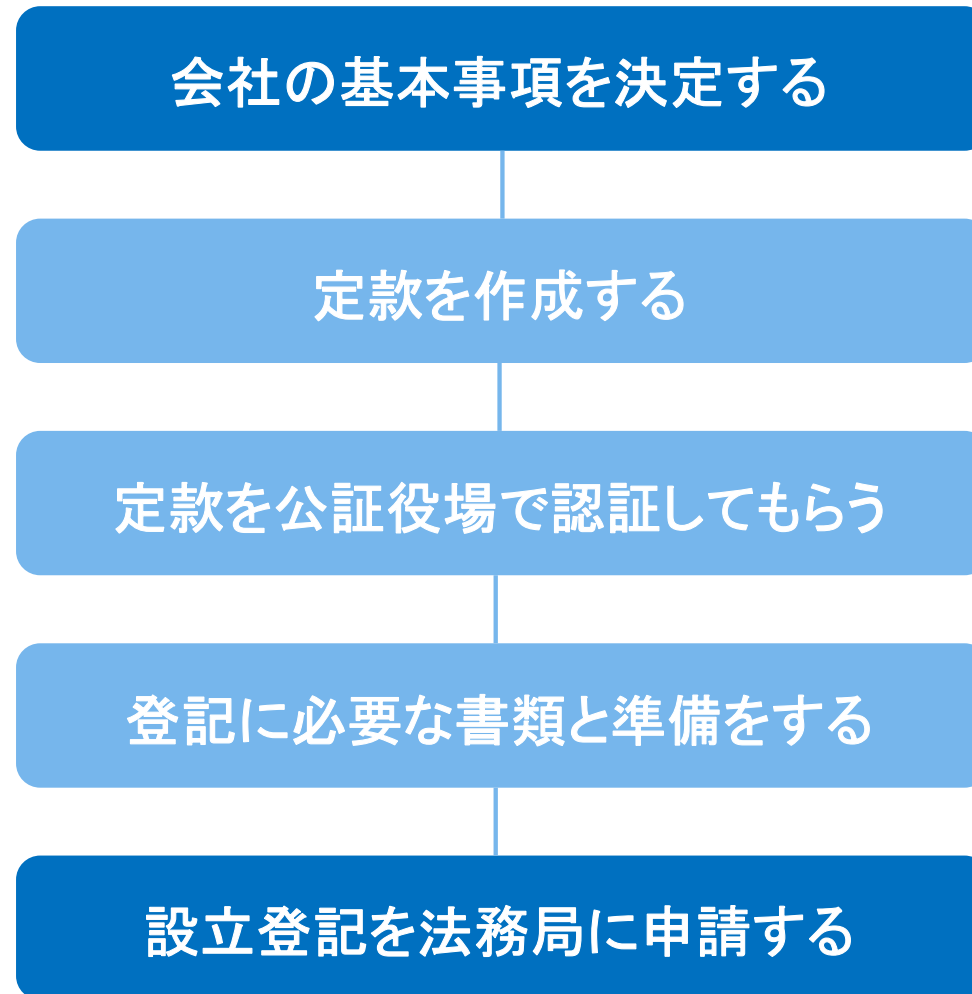 会社の基本事項を決定する
定款を作成する
定款を公証役場で認証してもらう
登記に必要な書類と準備をする
設立登記を法務局に申請する